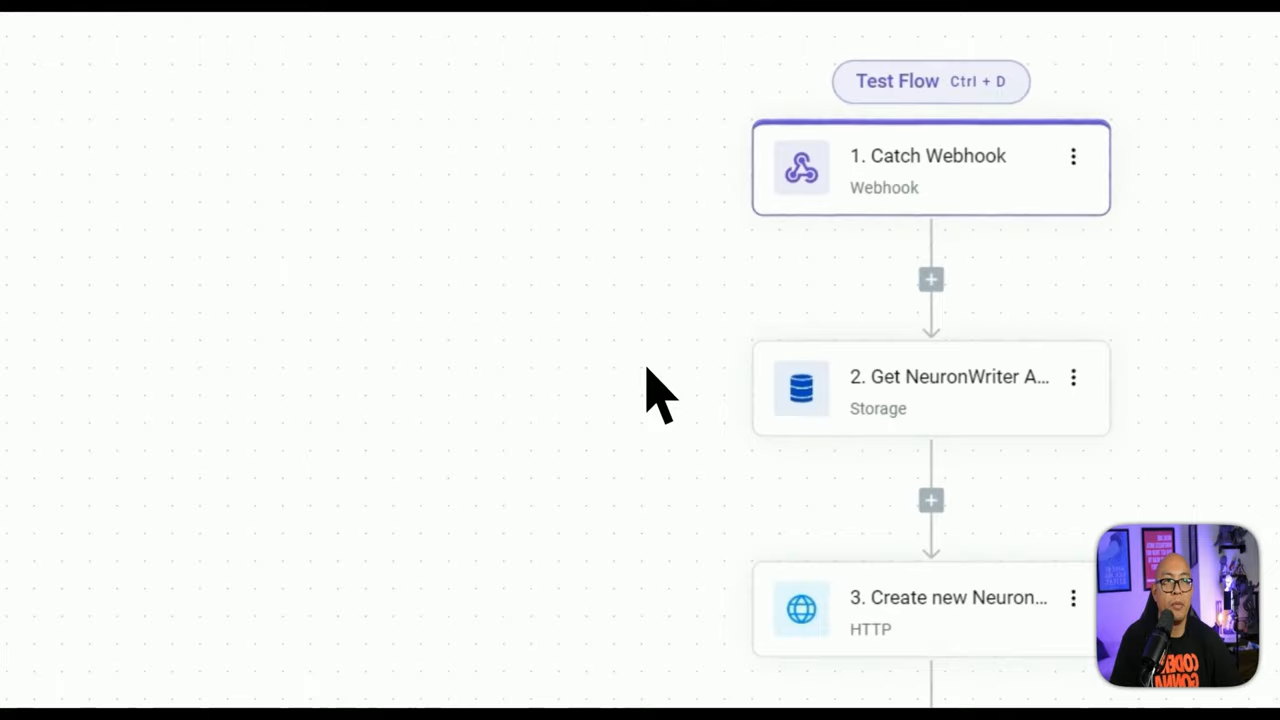 Test Flow Ctrl + D
1. Catch Webhook
Webhook
2. Get NeuronWriter A...
Storage
3. Create new Neuron...
HTTP